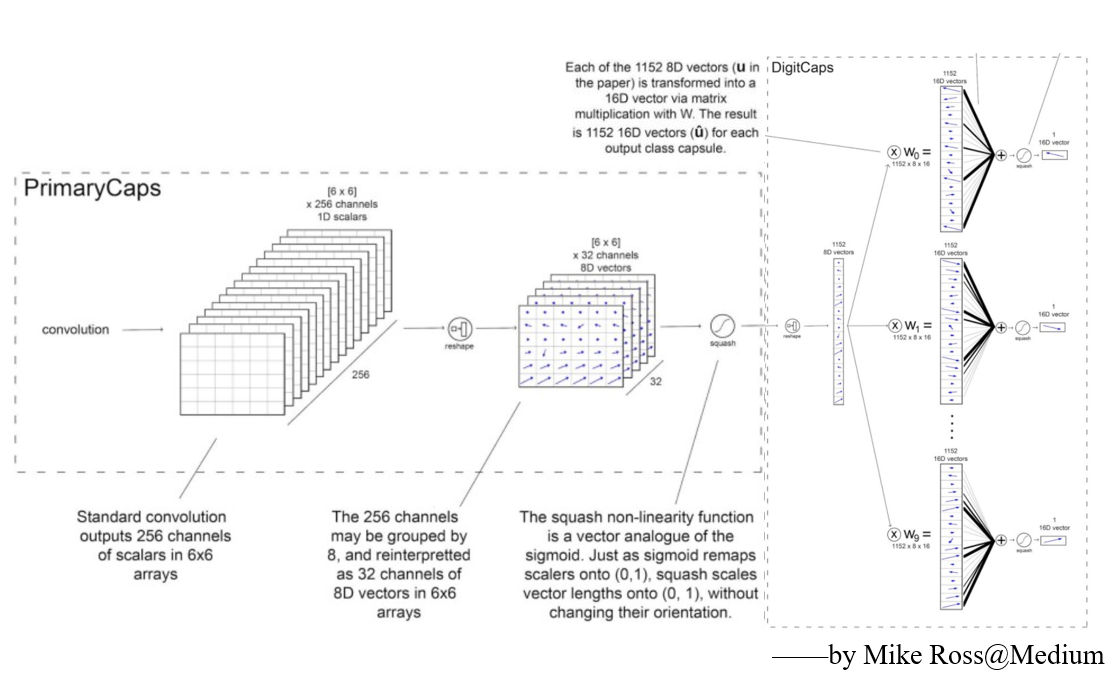 Each of the 1152 8D vectors (u in
the paper) is transformed into a
16D vector via matrix
multiplication with W. The result
is 1152 16D vectors (û) for each
output class capsule.
PrimaryCaps
[6 x 6]
x 256 channels
1D scalars
convolution
256
reshape
[6 x 6]
x 32 channels
8D vectors
32
squash
Standard convolution
outputs 256 channels
of scalars in 6x6
arrays
The 256 channels
may be grouped by
8, and reinterpretted
as 32 channels of
8D vectors in 6x6
arrays
The squash non-linearity function
is a vector analogue of the
sigmoid. Just as sigmoid remaps
scalers onto (0,1), squash scales
vector lengths onto (0, 1), without
changing their orientation.
DigitCaps
reshape
1152
8D vectors
X W0 =
1152 x 8 x 16
1152
16D vectors
+
squash
1
16D vector
X W1 =
1152 x 8 x 16
1152
16D vectors
+
squash
1
16D vector
X W9 =
1152 x 8 x 16
1152
16D vectors
+
squash
1
16D vector
——by Mike Ross@Medium